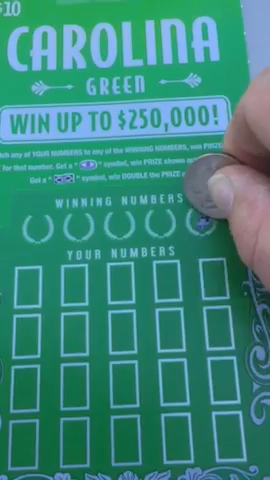 $10
CAROLINA
GREEN
WIN UP TO $250,000!
any of YOUR NUMBERS to any of the WINNING NUMBERS, win PRIZE
for that number. Get a " " symbol, win PRIZE shown
Get a " " symbol, win DOUBLE the PRIZE
WINNING NUMBERS
YOUR NUMBERS